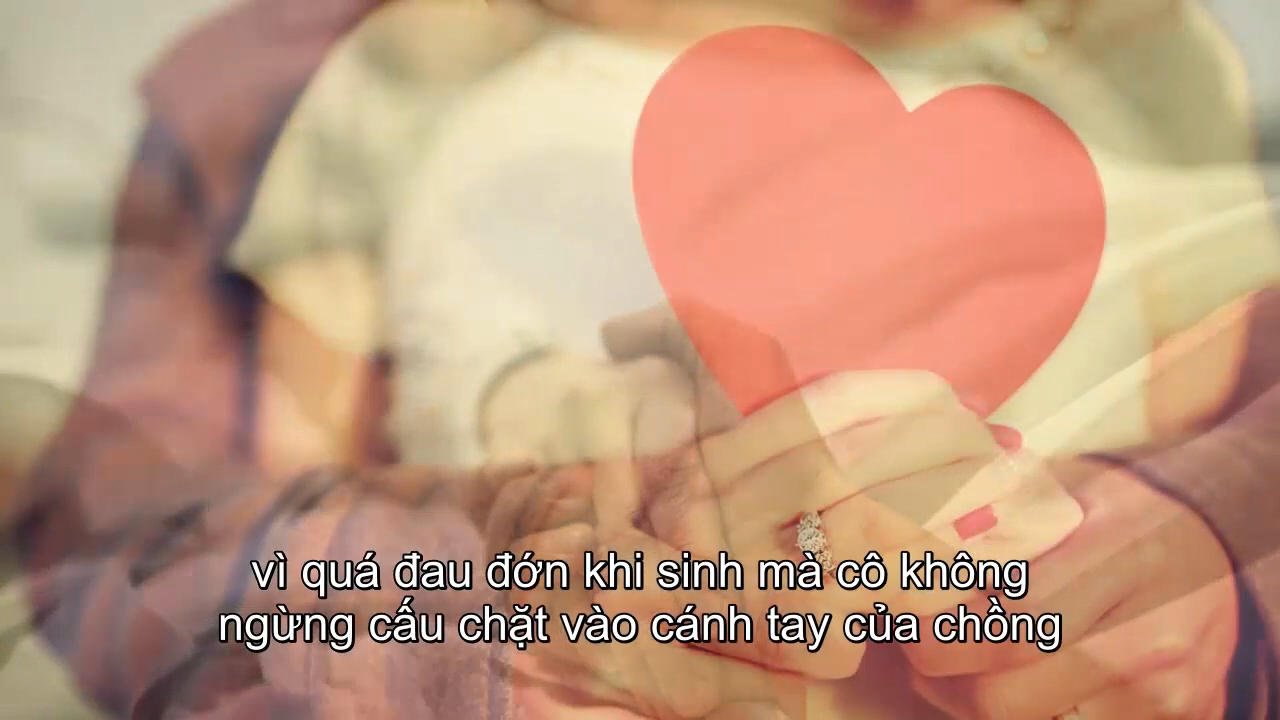 vì quá đau đớn khi sinh mà cô không
ngừng cấu chặt vào cánh tay của chồng